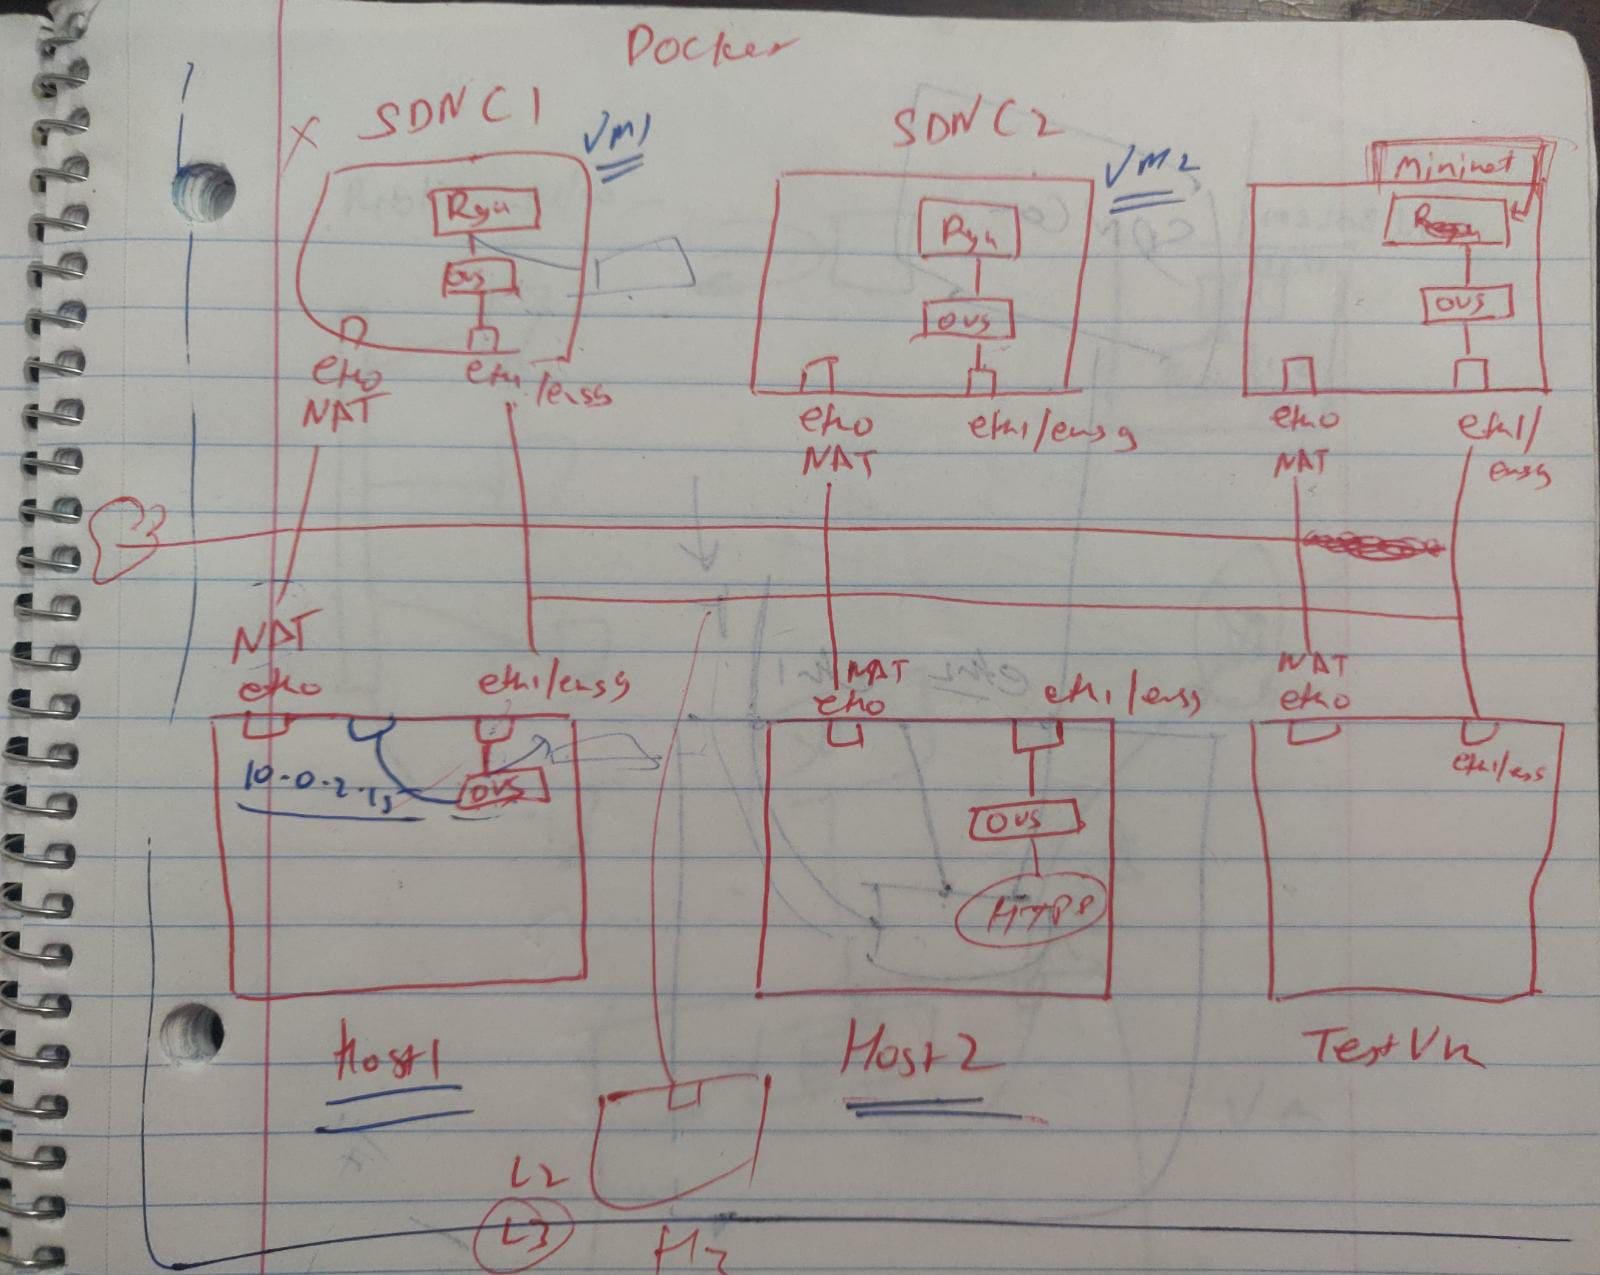 Docker
X
SDNC1
VM1
Ryu
OVS
eth0
NAT
eth1/ens9
SDNC2
VM2
Ryu
OVS
eth0
NAT
eth1/ens9
Mininet
OVS
eth0
NAT
eth1/
ens9
NAT
eth0
eth1/ens9
10.0.2.15
OVS
Host1
NAT
eth0
eth1/ens9
OVS
HTTP
Host2
NAT
eth0
eth1/ens
TestVM
L2
L3